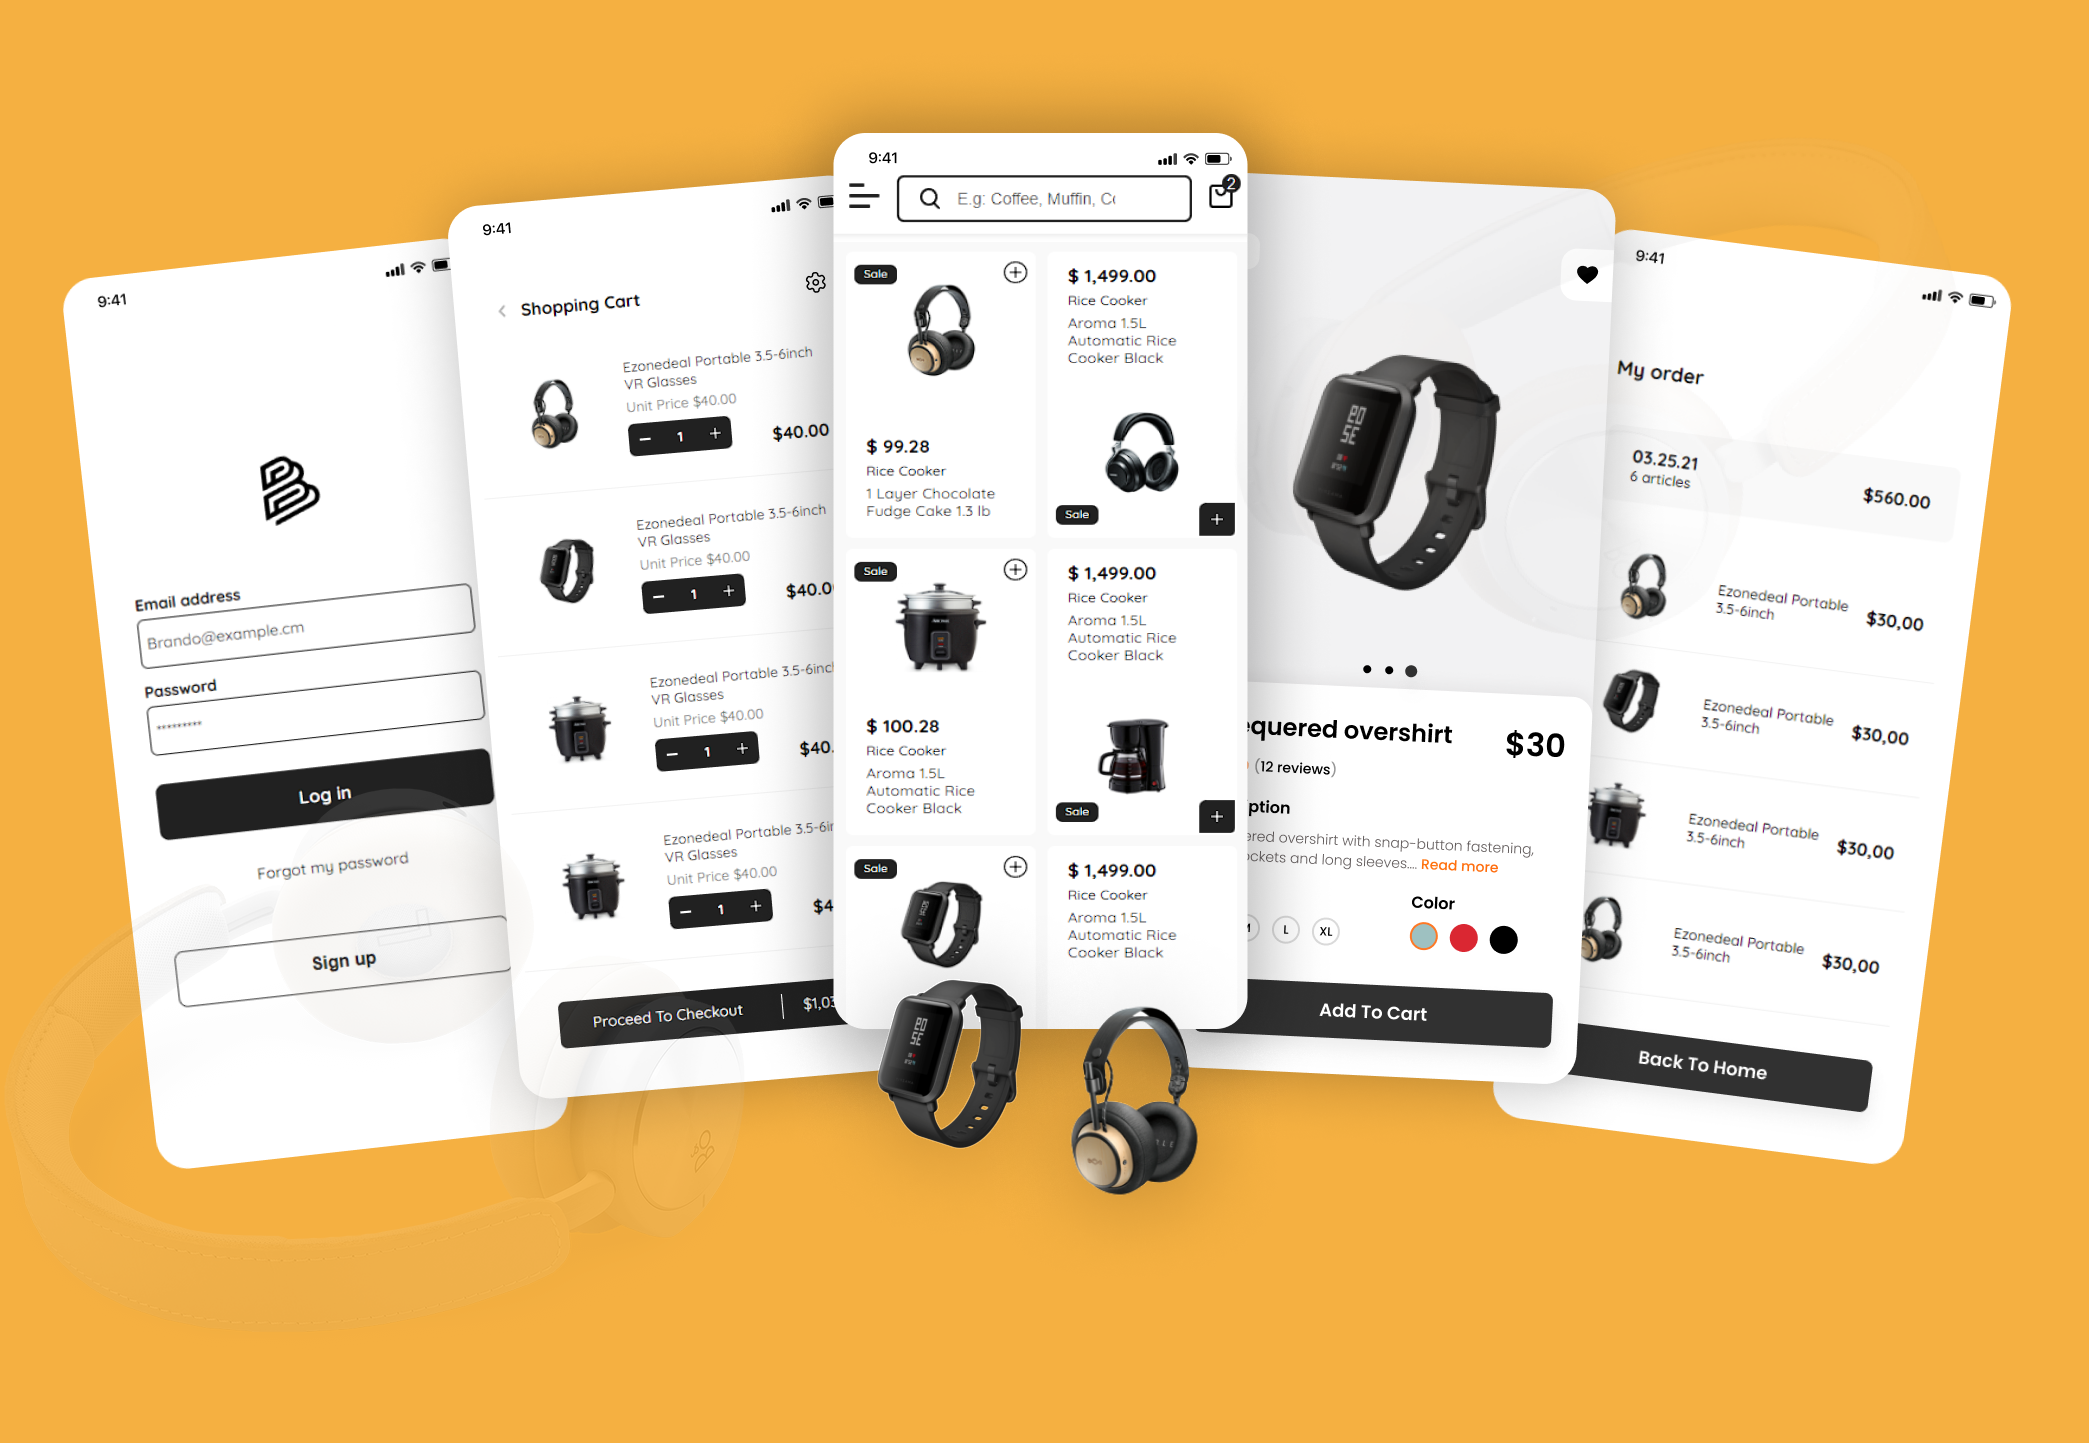 9:41
Email address
Brando@example.cm
Password
*********
Log in
Forgot my password
Sign up
9:41
Shopping Cart
Ezonedeal Portable 3.5-6inch
VR Glasses
Unit Price $40.00
1
$40.00
Ezonedeal Portable 3.5-6inch
VR Glasses
Unit Price $40.00
1
$40.0
Ezonedeal Portable 3.5-6inc
VR Glasses
Unit Price $40.00
1
$40.
Ezonedeal Portable 3.5-6i
VR Glasses
Unit Price $40.00
1
$4
Proceed To Checkout
$1,03
9:41
E.g: Coffee, Muffin, Co
2
Sale
$ 99.28
Rice Cooker
1 Layer Chocolate
Fudge Cake 1.3 lb
$ 1,499.00
Rice Cooker
Aroma 1.5L
Automatic Rice
Cooker Black
Sale
Sale
$ 100.28
Rice Cooker
Aroma 1.5L
Automatic Rice
Cooker Black
$ 1,499.00
Rice Cooker
Aroma 1.5L
Automatic Rice
Cooker Black
Sale
Sale
$ 1,499.00
Rice Cooker
Aroma 1.5L
Automatic Rice
Cooker Black
equered overshirt
$30
(12 reviews)
ption
ered overshirt with snap-button fastening,
ockets and long sleeves.... Read more
Color
M
L
XL
Add To Cart
9:41
My order
03.25.21
6 articles
$560.00
Ezonedeal Portable
3.5-6inch
$30,00
Ezonedeal Portable
3.5-6inch
$30,00
Ezonedeal Portable
3.5-6inch
$30,00
Ezonedeal Portable
3.5-6inch
$30,00
Back To Home